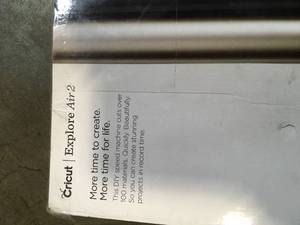 Cricut | Explore Air 2
More time to create.
More time for life.
This DIY speed machine cuts over
100 materials. Quickly. Beautifully.
So you can create stunning
projects in record time.